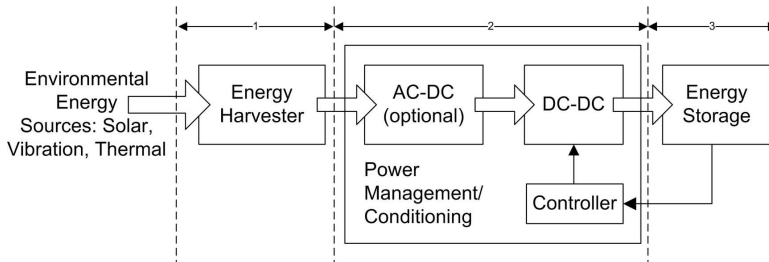 1
2
3
Environmental
Energy
Sources: Solar,
Vibration, Thermal
Energy
Harvester
AC-DC
(optional)
DC-DC
Energy
Storage
Power
Management/
Conditioning
Controller